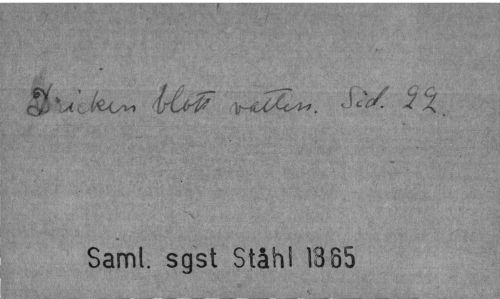 Dricken blott vatten. Sid. 22.
Saml. sgst Ståhl 1865